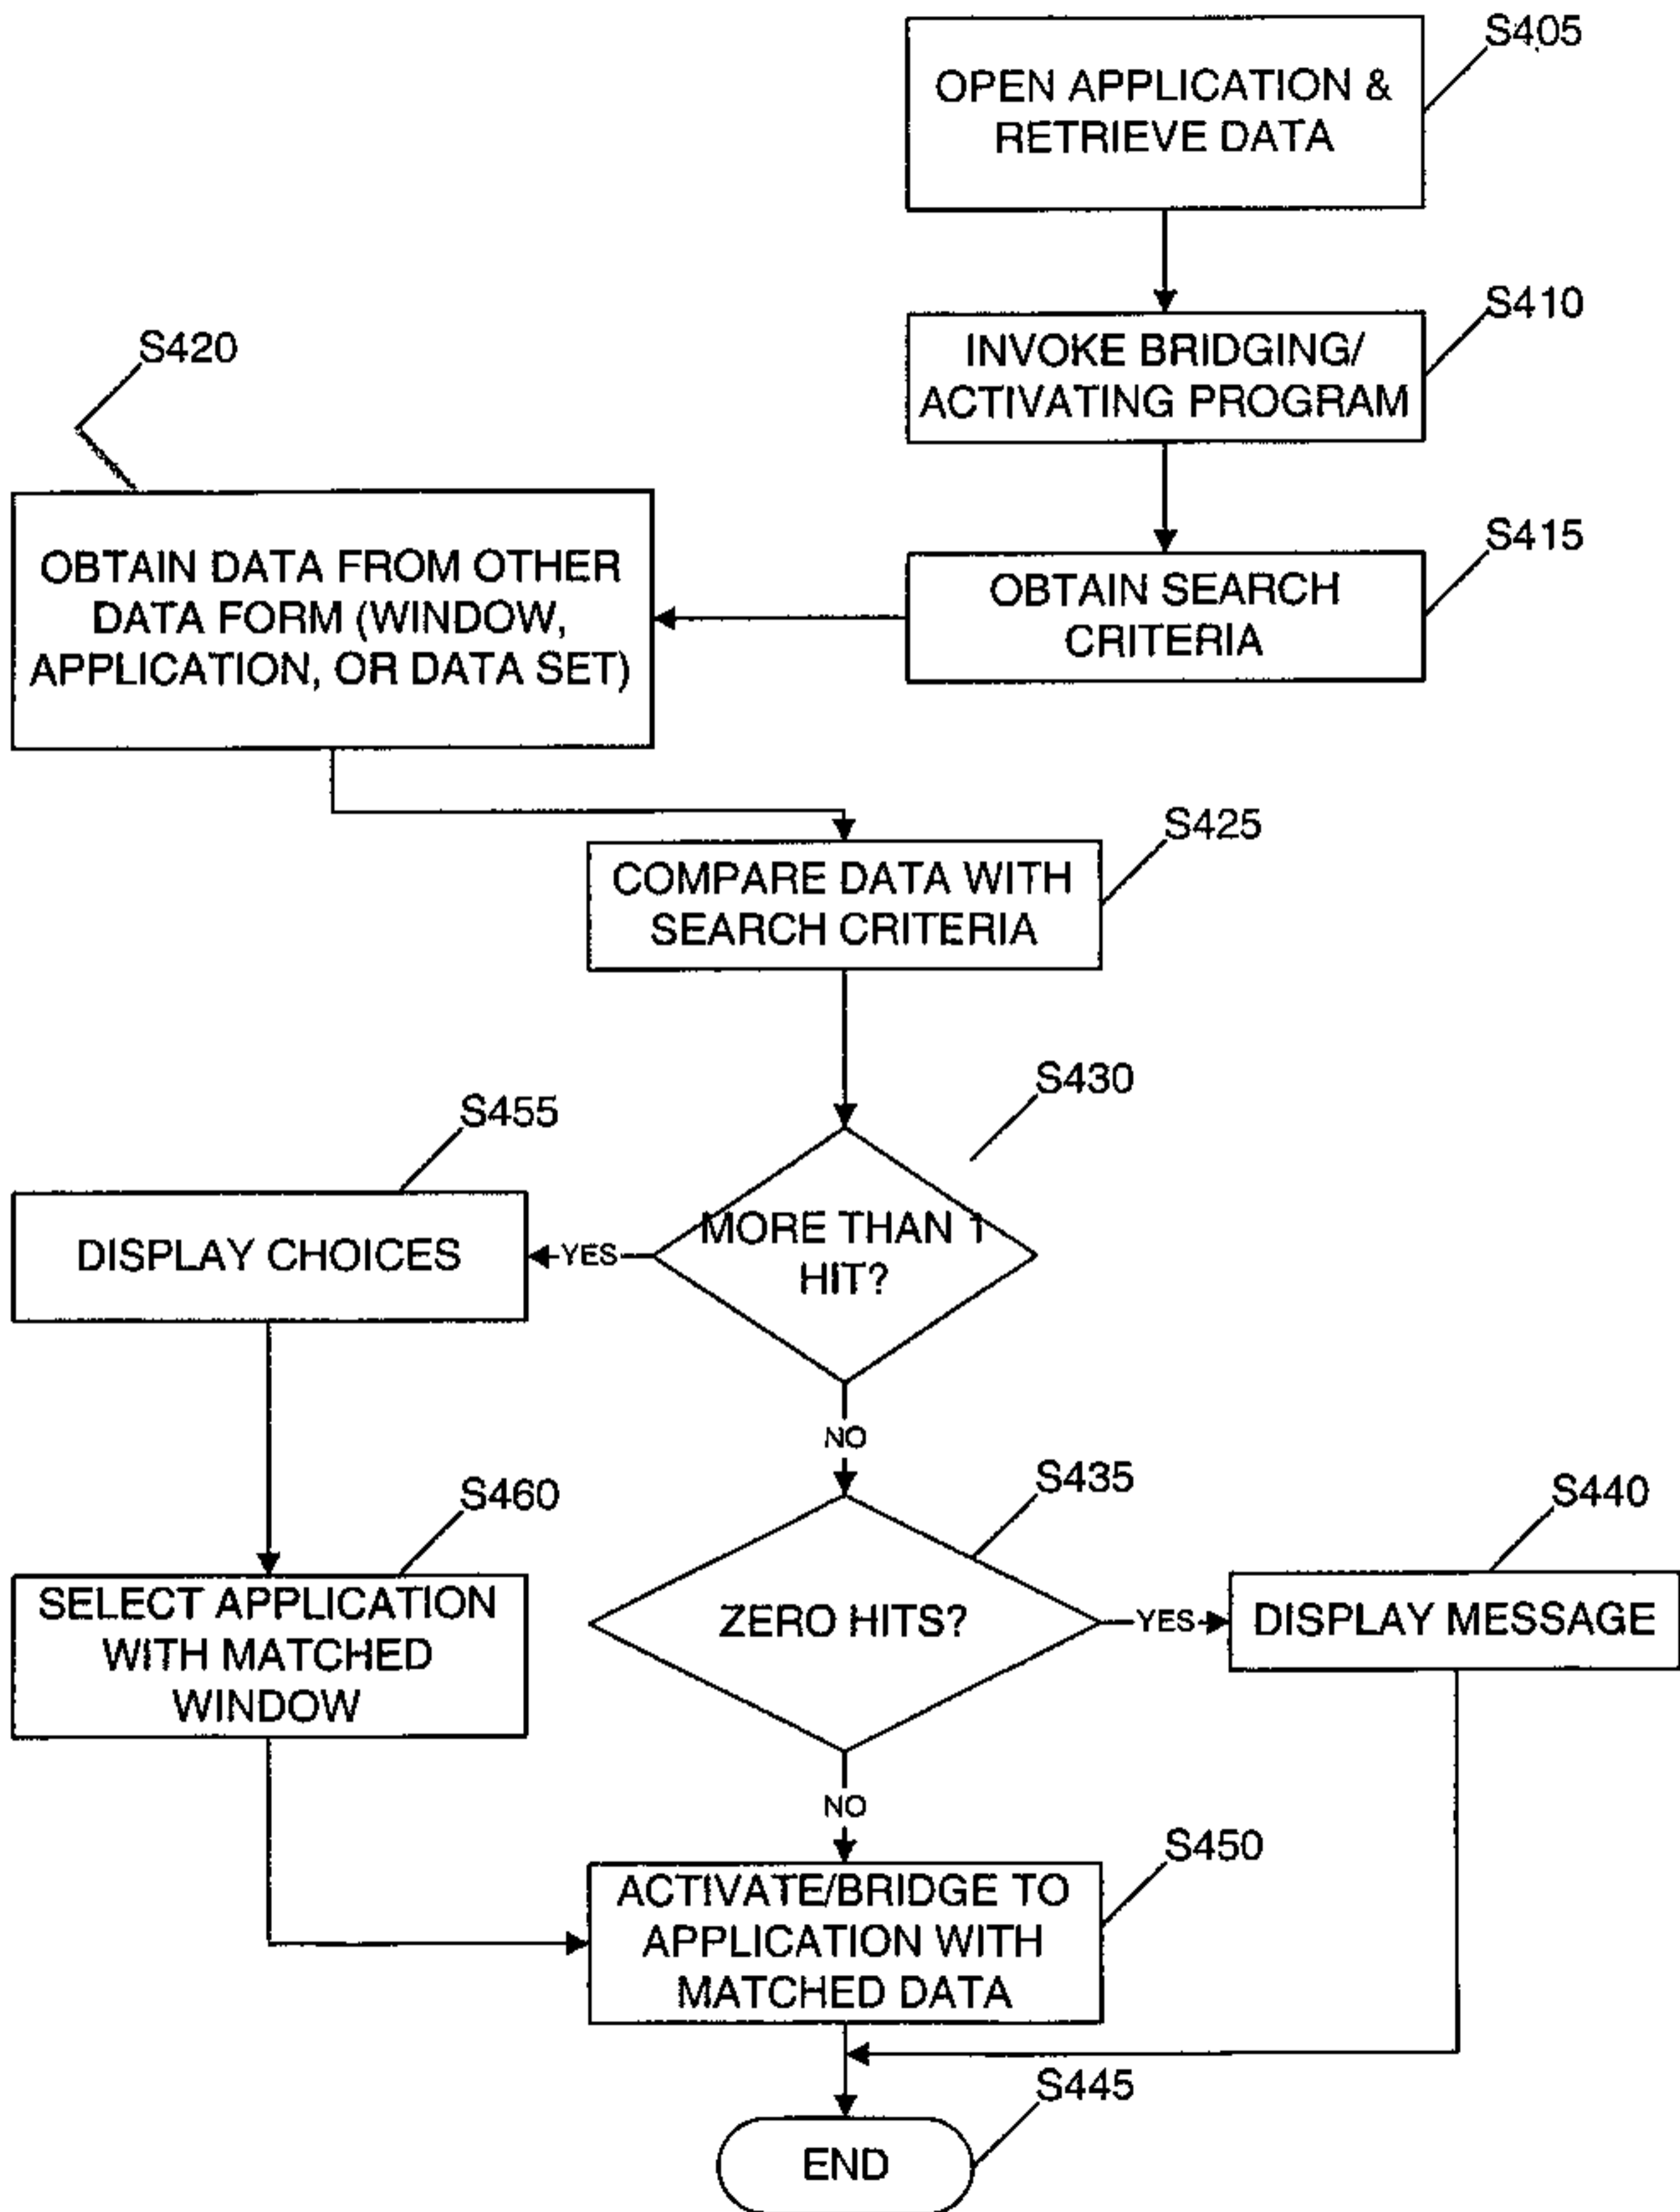 S405
OPEN APPLICATION &
RETRIEVE DATA
S410
INVOKE BRIDGING/
ACTIVATING PROGRAM
S415
OBTAIN SEARCH
CRITERIA
S420
OBTAIN DATA FROM OTHER
DATA FORM (WINDOW,
APPLICATION, OR DATA SET)
S425
COMPARE DATA WITH
SEARCH CRITERIA
S430
MORE THAN 1
HIT?
YES
S455
DISPLAY CHOICES
NO
S460
SELECT APPLICATION
WITH MATCHED
WINDOW
S435
ZERO HITS?
YES
S440
DISPLAY MESSAGE
NO
S450
ACTIVATE/BRIDGE TO
APPLICATION WITH
MATCHED DATA
S445
END